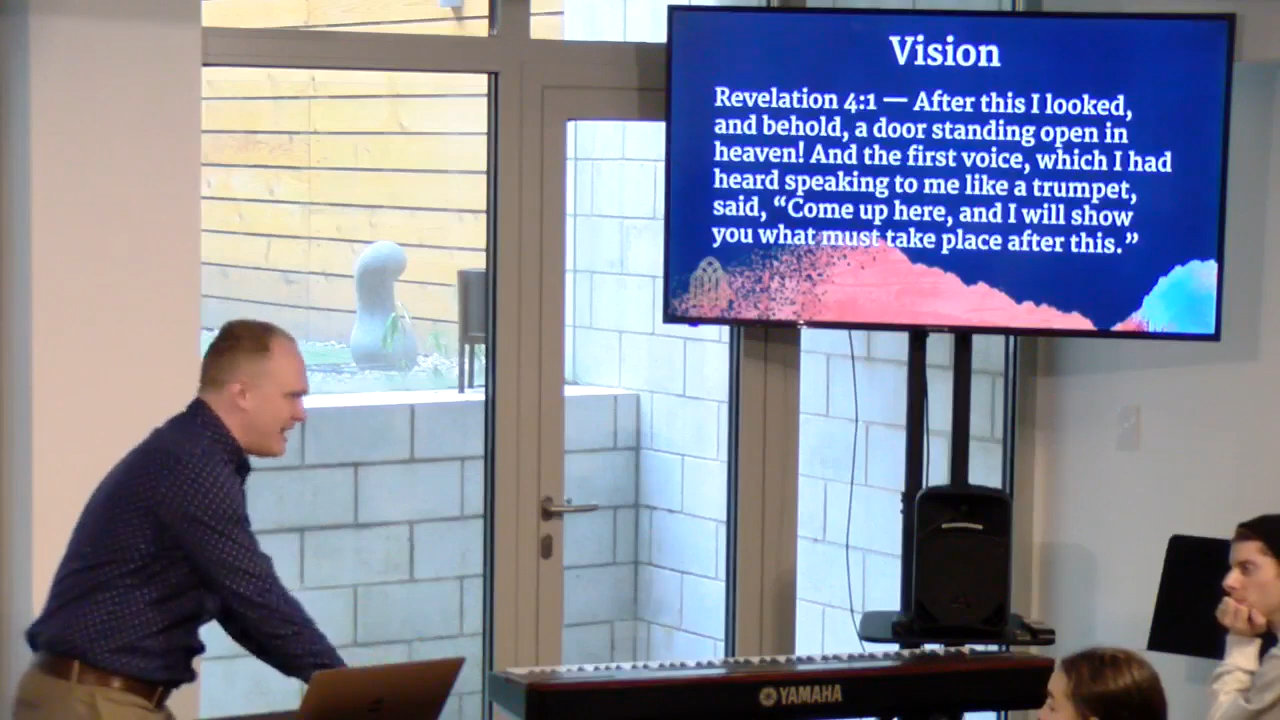 Vision
Revelation 4:1 — After this I looked,
and behold, a door standing open in
heaven! And the first voice, which I had
heard speaking to me like a trumpet,
said, “Come up here, and I will show
you what must take place after this.”
YAMAHA